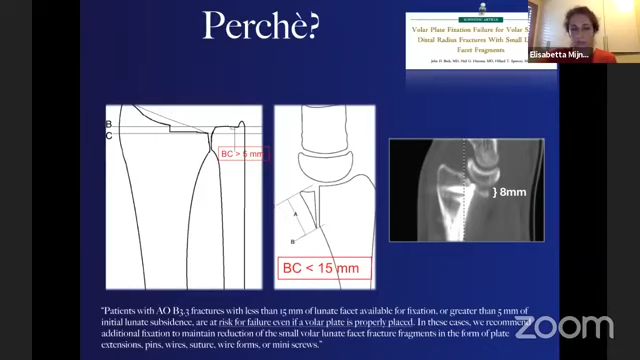 Perchè?
SCIENTIFIC ARTICLE
Volar Plate Fixation Failure for Volar S
Distal Radius Fractures With Small L
Facet Fragments
Elisabetta Mijn...
B
C
BC > 5 mm
A
B
BC < 15 mm
8mm
"Patients with AO B3.3 fractures with less than 15 mm of lunate facet available for fixation, or greater than 5 mm of
initial lunate subsidence, are at risk for failure even if a volar plate is properly placed. In these cases, we recommend
additional fixation to maintain reduction of the small volar lunate facet fracture fragments in the form of plate
extensions, pins, wires, suture, wire forms, or mini screws."
zoom